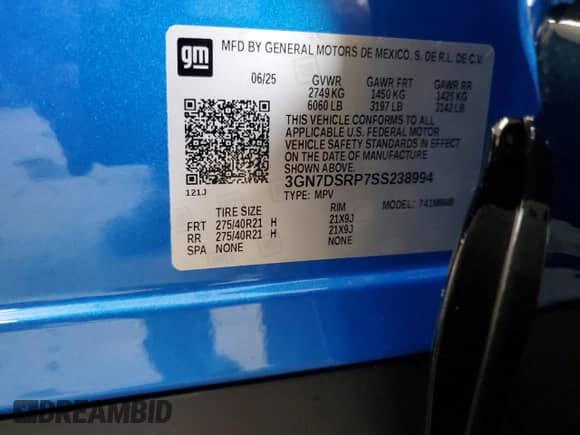 gm
MFD BY GENERAL MOTORS DE MEXICO, S. DE R.L. DE C.V.
06/25 GVWR GAWR FRT GAWR RR
2749 KG 1450 KG 1425 KG
6060 LB 3197 LB 3142 LB
THIS VEHICLE CONFORMS TO ALL
APPLICABLE U.S. FEDERAL MOTOR
VEHICLE SAFETY STANDARDS IN EFFECT
ON THE DATE OF MANUFACTURE
SHOWN ABOVE.
3GN7DSRP7SS238994
121J TYPE: MPV MODEL:
TIRE SIZE RIM
FRT 275/40R21 H 21X9J
RR 275/40R21 H 21X9J
SPA NONE NONE
DREAMBID